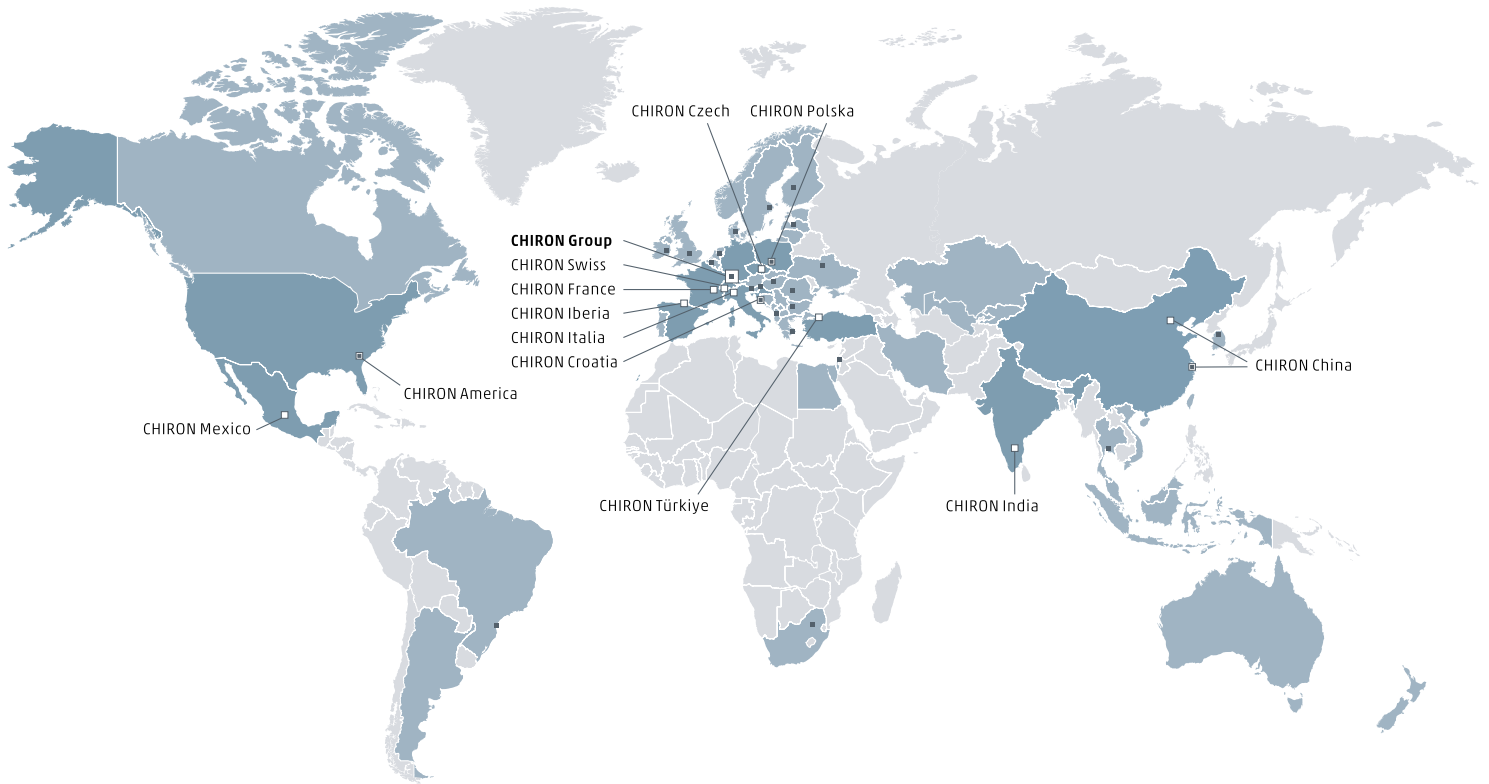 CHIRON Czech
CHIRON Polska
CHIRON Group
CHIRON Swiss
CHIRON France
CHIRON Iberia
CHIRON Italia
CHIRON Croatia
CHIRON China
CHIRON America
CHIRON Mexico
CHIRON Türkiye
CHIRON India